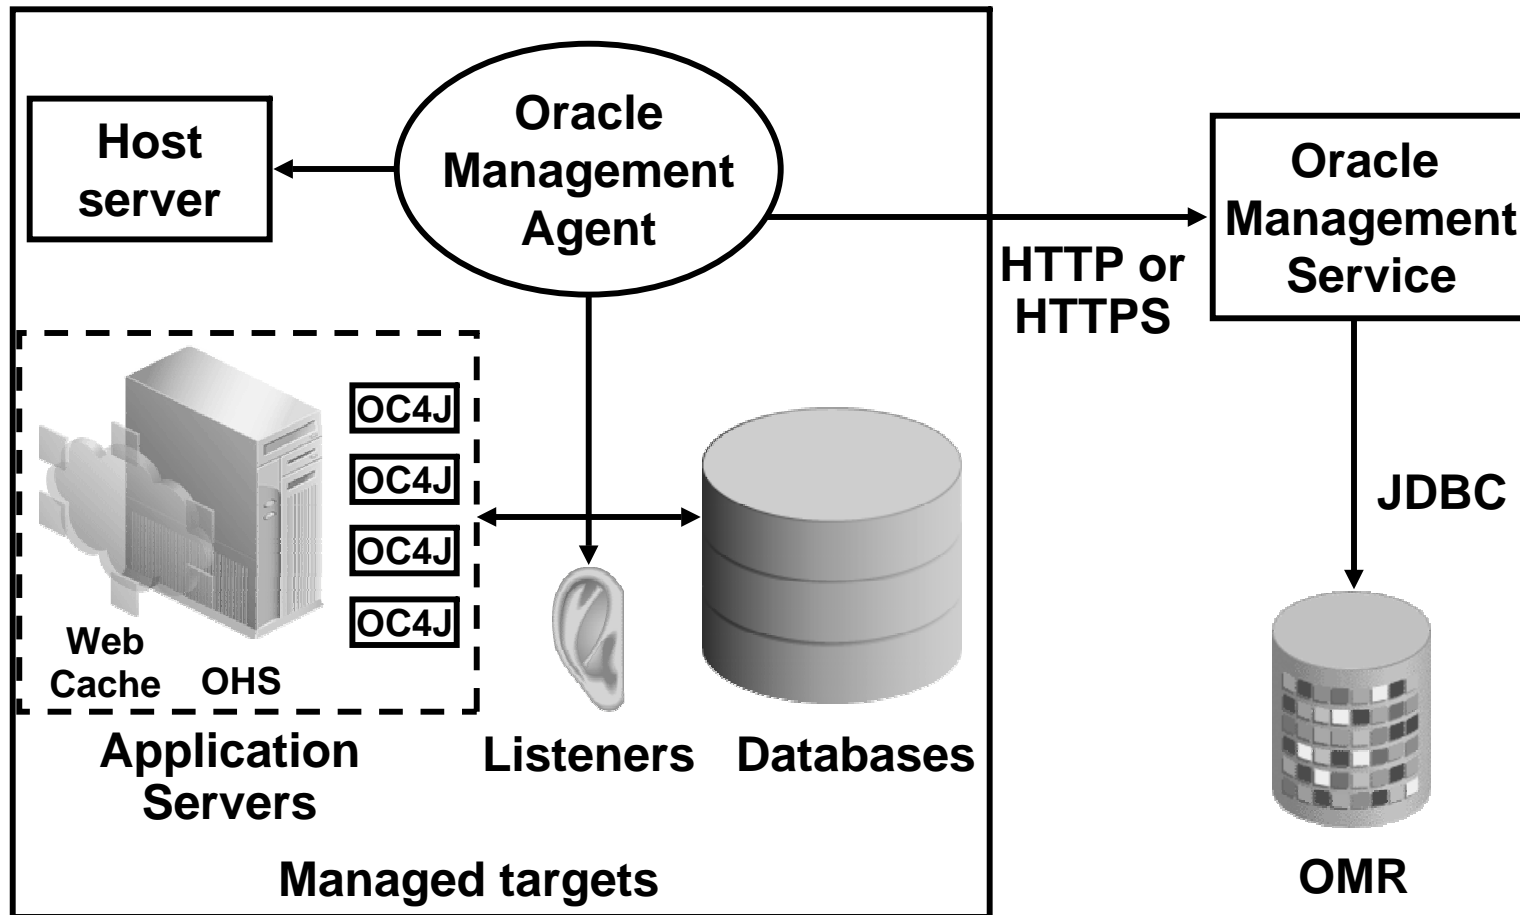 Host
server
Oracle
Management
Agent
Oracle
Management
Service
HTTP or
HTTPS
OC4J
OC4J
OC4J
OC4J
JDBC
Web
Cache
OHS
Application
Servers
Listeners
Databases
Managed targets
OMR